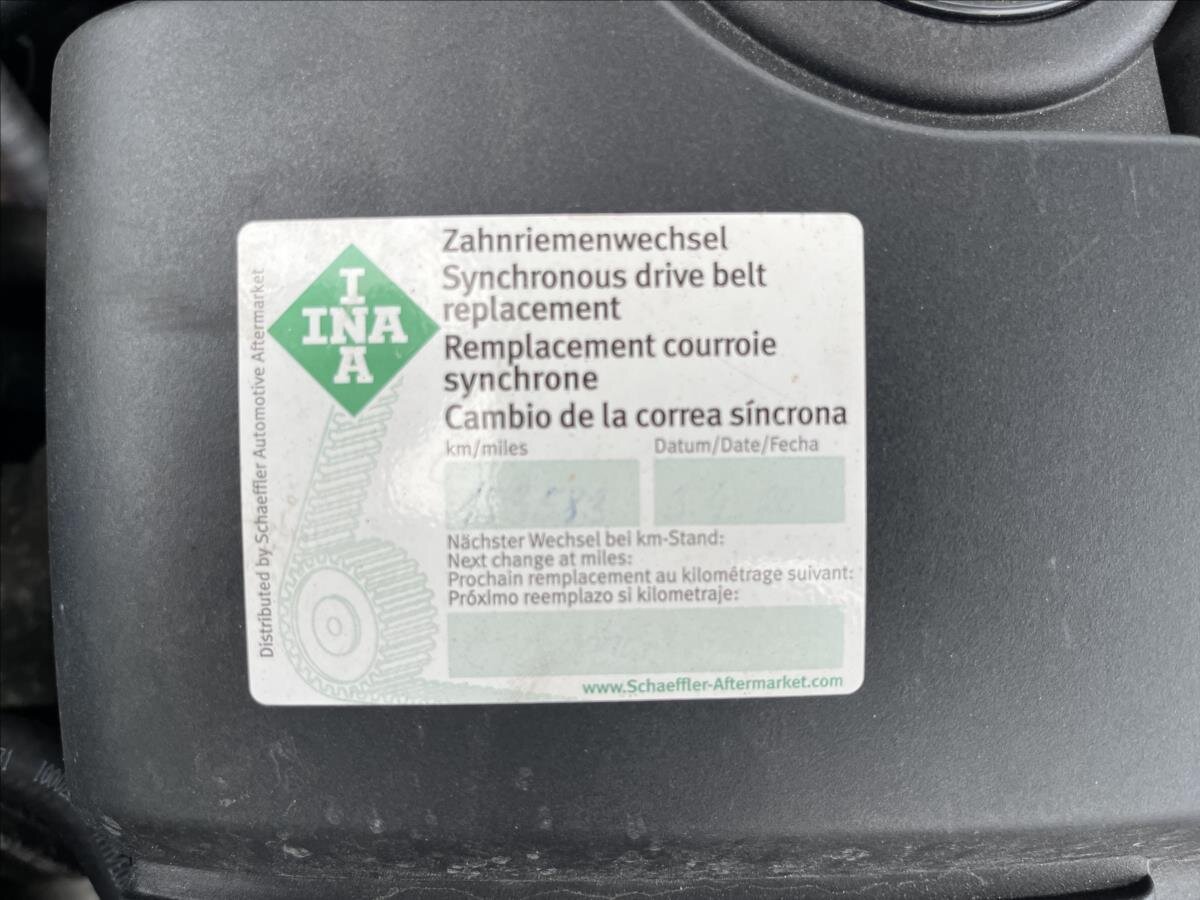 INA
INA
Distributed by Schaeffler Automotive Aftermarket
Zahnriemenwechsel
Synchronous drive belt
replacement
Remplacement courroie
synchrone
Cambio de la correa síncrona
km/miles
Datum/Date/Fecha
Nächster Wechsel bei km-Stand:
Next change at miles:
Prochain remplacement au kilométrage suivant:
Próximo reemplazo si kilometraje:
www.Schaeffler-Aftermarket.com